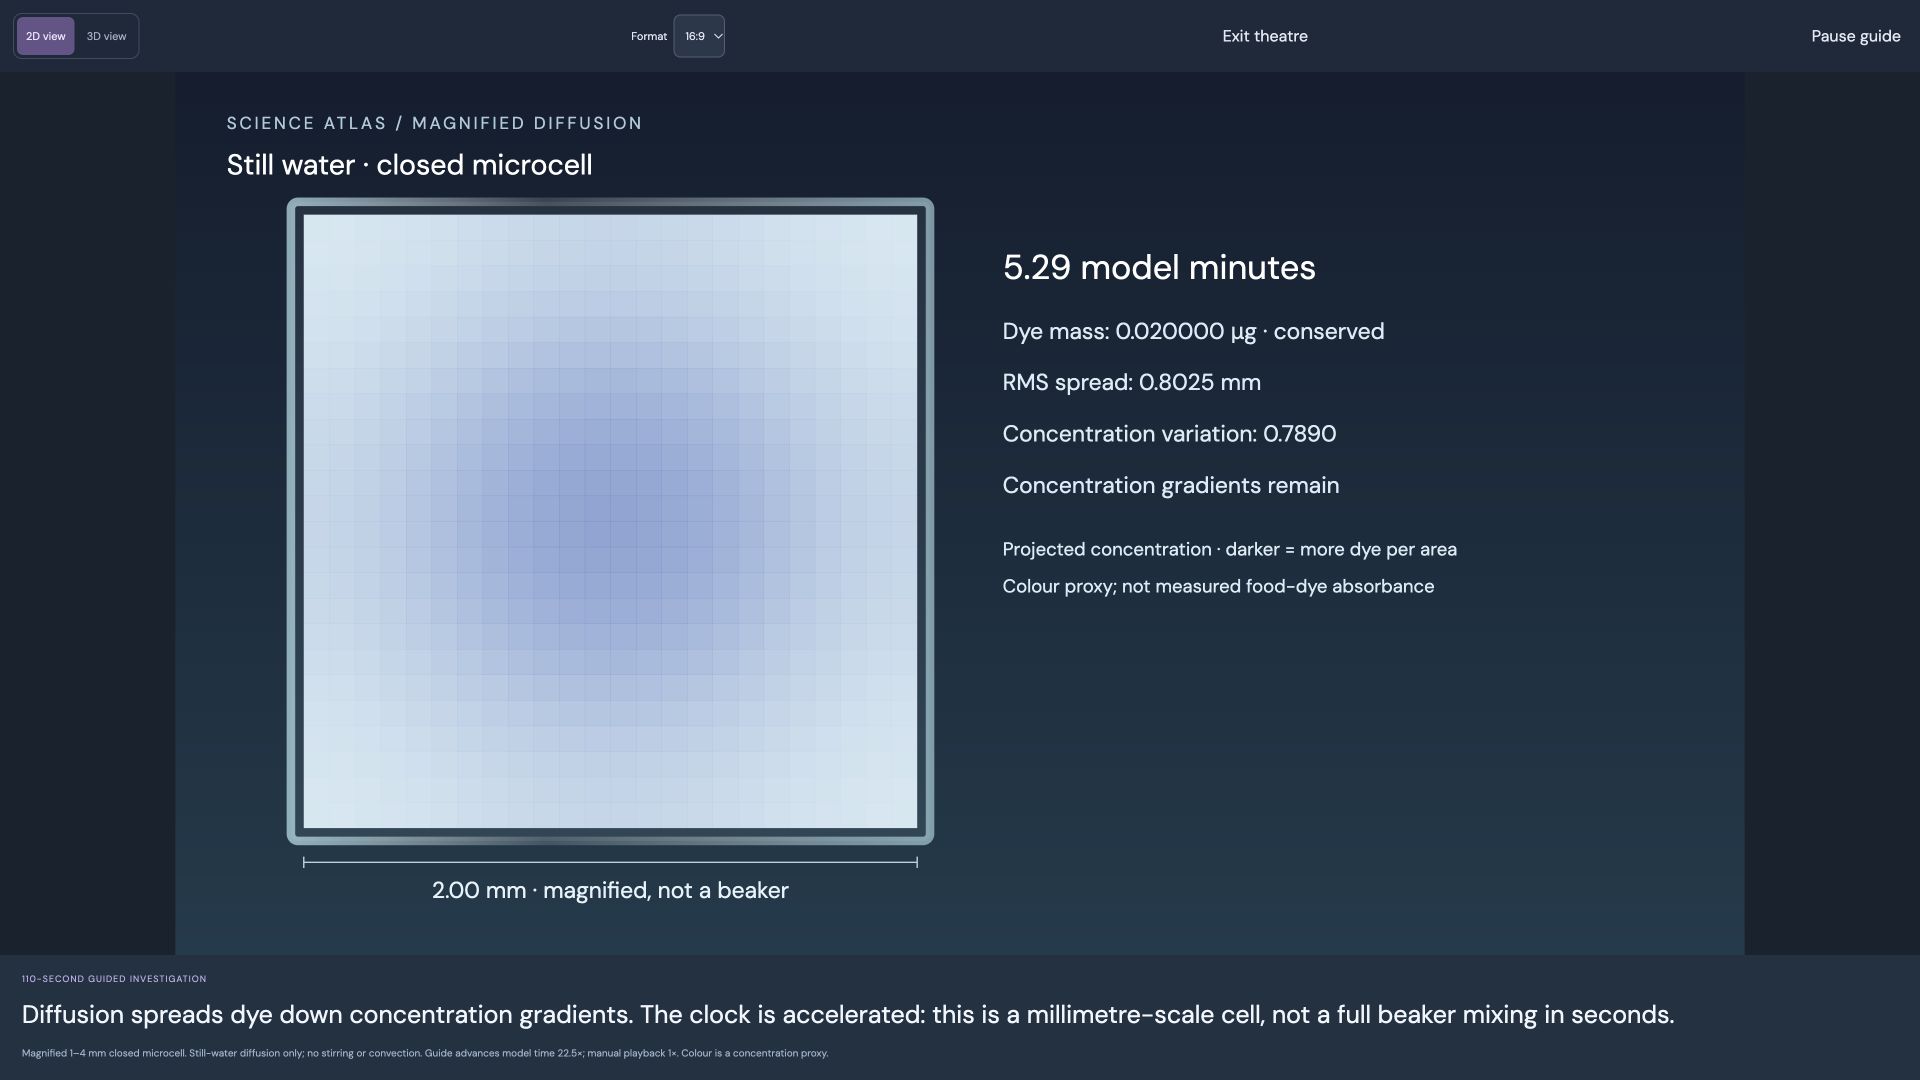 2D view
3D view
Format
16:9
Exit theatre
Pause guide
SCIENCE ATLAS / MAGNIFIED DIFFUSION
Still water · closed microcell
5.29 model minutes
Dye mass: 0.020000 µg · conserved
RMS spread: 0.8025 mm
Concentration variation: 0.7890
Concentration gradients remain
Projected concentration · darker = more dye per area
Colour proxy; not measured food-dye absorbance
2.00 mm · magnified, not a beaker
110-SECOND GUIDED INVESTIGATION
Diffusion spreads dye down concentration gradients. The clock is accelerated: this is a millimetre-scale cell, not a full beaker mixing in seconds.
Magnified 1–4 mm closed microcell. Still-water diffusion only; no stirring or convection. Guide advances model time 22.5×; manual playback 1×. Colour is a concentration proxy.